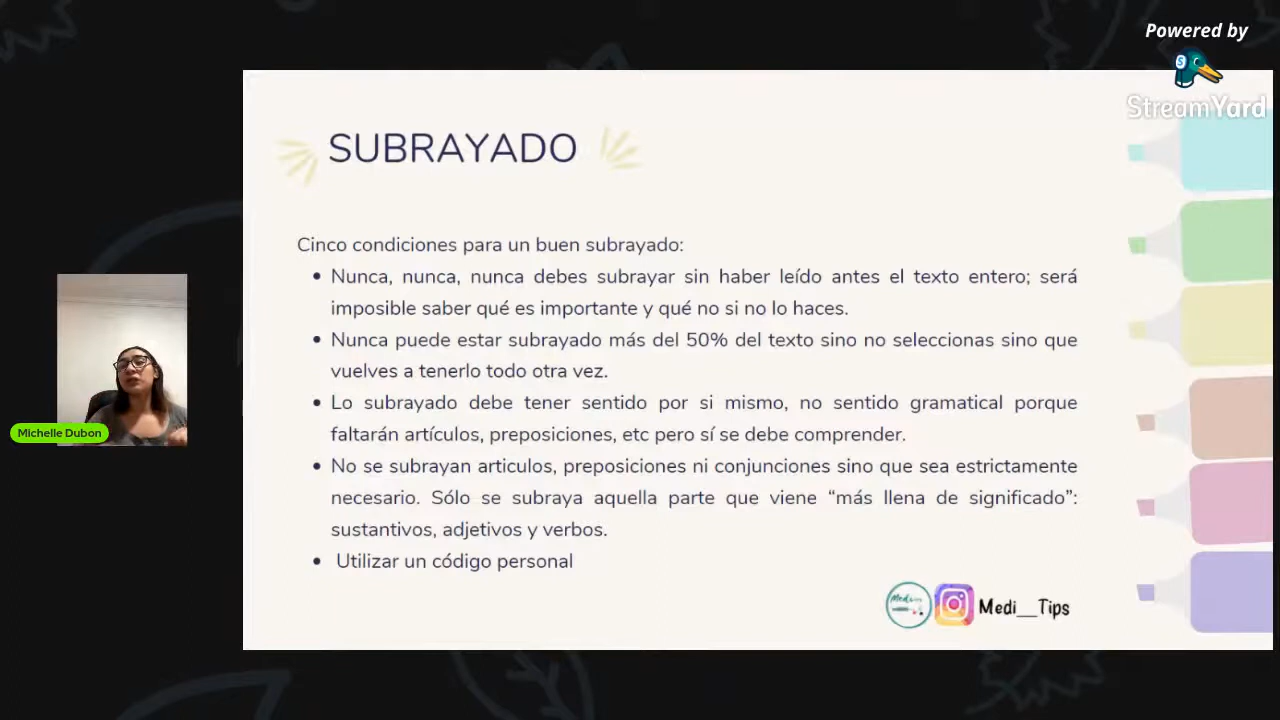 Powered by
StreamYard
SUBRAYADO
Cinco condiciones para un buen subrayado:
• Nunca, nunca, nunca debes subrayar sin haber leído antes el texto entero; será
imposible saber qué es importante y qué no si no lo haces.
• Nunca puede estar subrayado más del 50% del texto sino no seleccionas sino que
vuelves a tenerlo todo otra vez.
• Lo subrayado debe tener sentido por si mismo, no sentido gramatical porque
faltarán artículos, preposiciones, etc pero sí se debe comprender.
• No se subrayan articulos, preposiciones ni conjunciones sino que sea estrictamente
necesario. Sólo se subraya aquella parte que viene “más llena de significado”:
sustantivos, adjetivos y verbos.
• Utilizar un código personal
Michelle Dubon
Medi__Tips